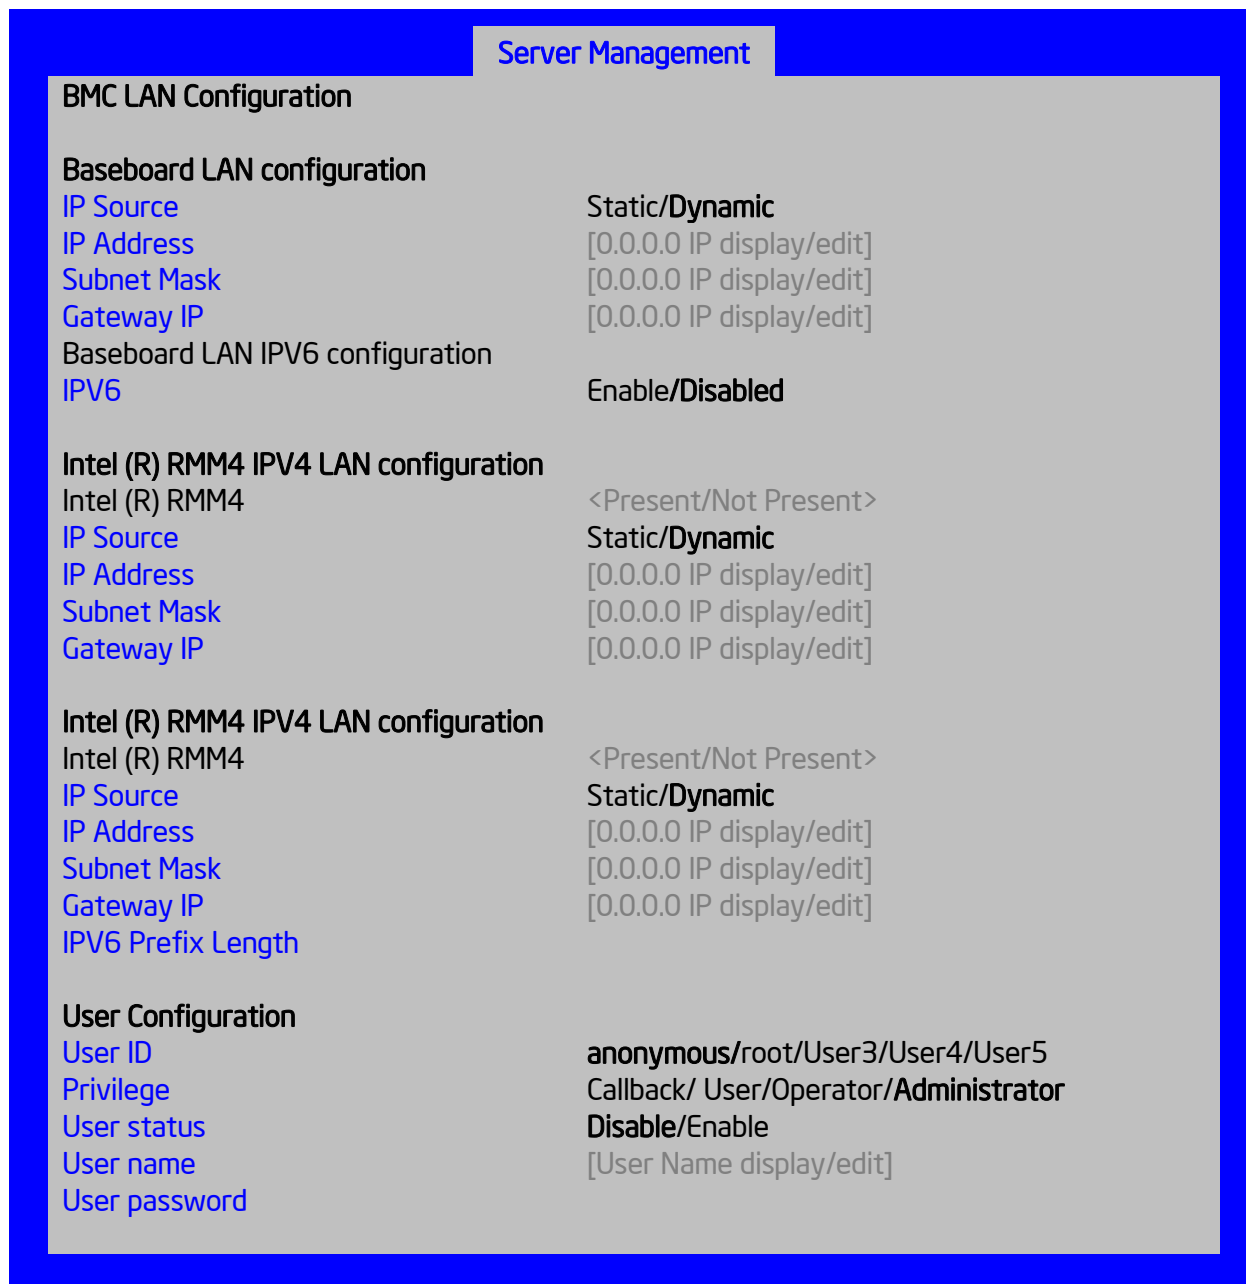 Server Management
BMC LAN Configuration
Baseboard LAN configuration
IP Source Static/Dynamic
IP Address [0.0.0.0 IP display/edit]
Subnet Mask [0.0.0.0 IP display/edit]
Gateway IP [0.0.0.0 IP display/edit]
Baseboard LAN IPV6 configuration
IPV6 Enable/Disabled
Intel (R) RMM4 IPV4 LAN configuration
Intel (R) RMM4 <Present/Not Present>
IP Source Static/Dynamic
IP Address [0.0.0.0 IP display/edit]
Subnet Mask [0.0.0.0 IP display/edit]
Gateway IP [0.0.0.0 IP display/edit]
Intel (R) RMM4 IPV4 LAN configuration
Intel (R) RMM4 <Present/Not Present>
IP Source Static/Dynamic
IP Address [0.0.0.0 IP display/edit]
Subnet Mask [0.0.0.0 IP display/edit]
Gateway IP [0.0.0.0 IP display/edit]
IPV6 Prefix Length
User Configuration
User ID anonymous/root/User3/User4/User5
Privilege Callback/ User/Operator/Administrator
User status Disable/Enable
User name [User Name display/edit]
User password